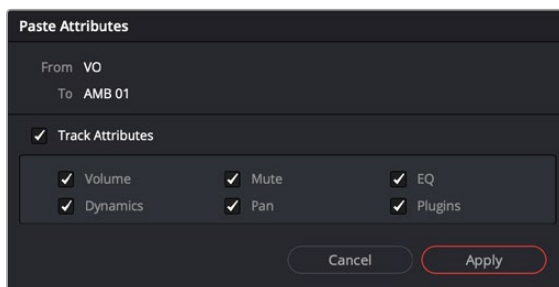 Paste Attributes
From VO
To AMB 01
Track Attributes
Volume Mute EQ
Dynamics Pan Plugins
Cancel Apply